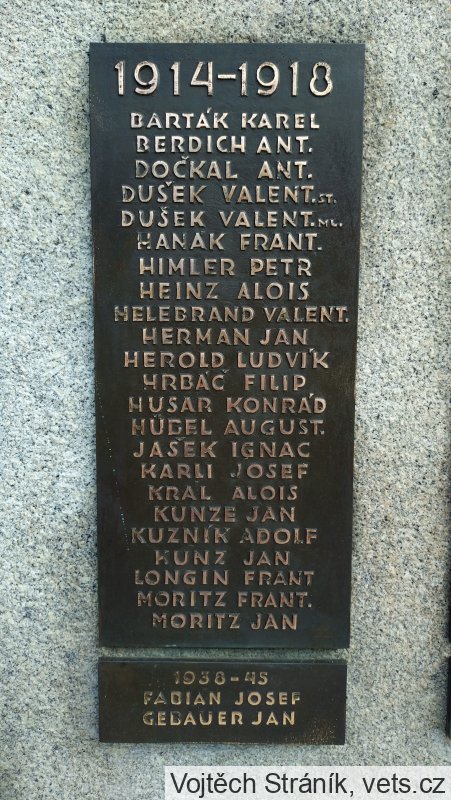 1914-1918
BARTÁK KAREL
BERDICH ANT.
DOČKAL ANT.
DUŠEK VALENT. ST.
DUŠEK VALENT. ML.
HANÁK FRANT.
HIMLER PETR
HEINZ ALOIS
HELEBRAND VALENT.
HERMAN JAN
HEROLD LUDVÍK
HRBÁČ FILIP
HUSAR KONRÁD
HÜBEL AUGUST.
JAŠEK IGNAC
KARLI JOSEF
KRÁL ALOIS
KUNZE JAN
KUZNÍK ADOLF
KUNZ JAN
LONGIN FRANT
MORITZ FRANT.
MORITZ JAN
1938-45
FABIÁN JOSEF
GEBAUER JAN
Vojtěch Stráník, vets.cz